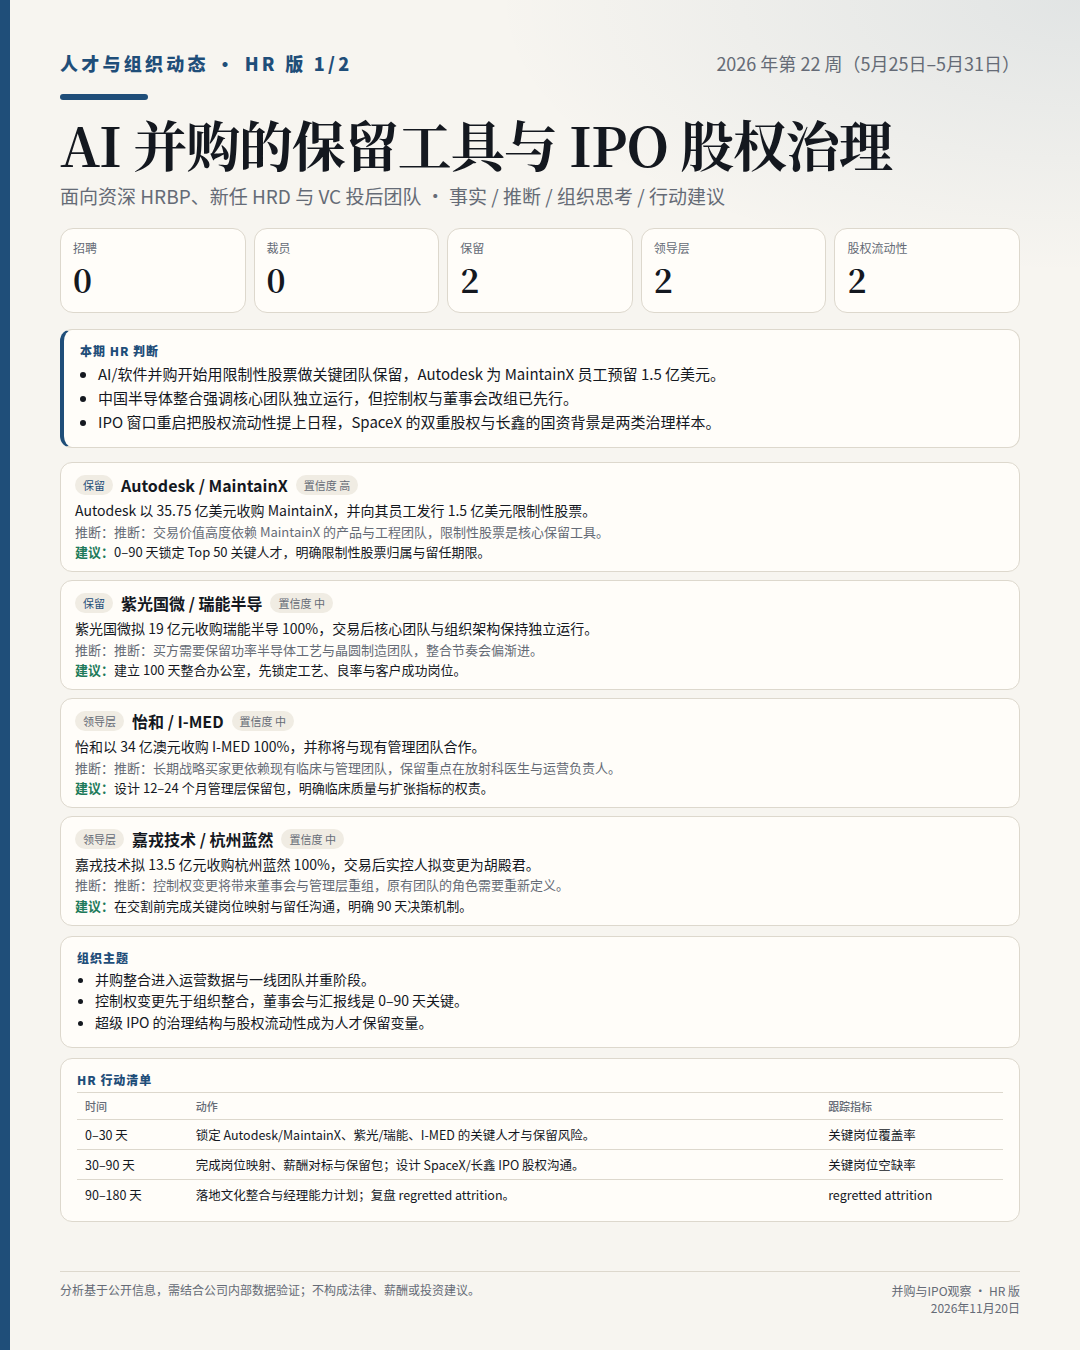 人才与组织动态 · HR 版 1/2
2026 年第 22 周（5月25日–5月31日）
AI 并购的保留工具与 IPO 股权治理
面向资深 HRBP、新任 HRD 与 VC 投后团队 · 事实 / 推断 / 组织思考 / 行动建议
招聘
0
裁员
0
保留
2
领导层
2
股权流动性
2
本期 HR 判断
AI/软件并购开始用限制性股票做关键团队保留，Autodesk 为 MaintainX 员工预留 1.5 亿美元。
中国半导体整合强调核心团队独立运行，但控制权与董事会改组已先行。
IPO 窗口重启把股权流动性提上日程，SpaceX 的双重股权与长鑫的国资背景是两类治理样本。
保留 Autodesk / MaintainX 置信度 高
Autodesk 以 35.75 亿美元收购 MaintainX，并向其员工发行 1.5 亿美元限制性股票。
推断：推断：交易价值高度依赖 MaintainX 的产品与工程团队，限制性股票是核心保留工具。
建议：0–90 天锁定 Top 50 关键人才，明确限制性股票归属与留任期限。
保留 紫光国微 / 瑞能半导 置信度 中
紫光国微拟 19 亿元收购瑞能半导 100%，交易后核心团队与组织架构保持独立运行。
推断：推断：买方需要保留功率半导体工艺与晶圆制造团队，整合节奏会偏渐进。
建议：建立 100 天整合办公室，先锁定工艺、良率与客户成功岗位。
领导层 怡和 / I-MED 置信度 中
怡和以 34 亿澳元收购 I-MED 100%，并称将与现有管理团队合作。
推断：推断：长期战略买家更依赖现有临床与管理团队，保留重点在放射科医生与运营负责人。
建议：设计 12–24 个月管理层保留包，明确临床质量与扩张指标的权责。
领导层 嘉戎技术 / 杭州蓝然 置信度 中
嘉戎技术拟 13.5 亿元收购杭州蓝然 100%，交易后实控人拟变更为胡殿君。
推断：推断：控制权变更将带来董事会与管理层重组，原有团队的角色需要重新定义。
建议：在交割前完成关键岗位映射与留任沟通，明确 90 天决策机制。
组织主题
并购整合进入运营数据与一线团队并重阶段。
控制权变更先于组织整合，董事会与汇报线是 0–90 天关键。
超级 IPO 的治理结构与股权流动性成为人才保留变量。
HR 行动清单
时间 动作 跟踪指标
0–30 天 锁定 Autodesk/MaintainX、紫光/瑞能、I-MED 的关键人才与保留风险。 关键岗位覆盖率
30–90 天 完成岗位映射、薪酬对标与保留包；设计 SpaceX/长鑫 IPO 股权沟通。 关键岗位空缺率
90–180 天 落地文化整合与经理能力计划；复盘 regretted attrition。 regretted attrition
分析基于公开信息，需结合公司内部数据验证；不构成法律、薪酬或投资建议。
并购与IPO观察 · HR 版
2026年11月20日